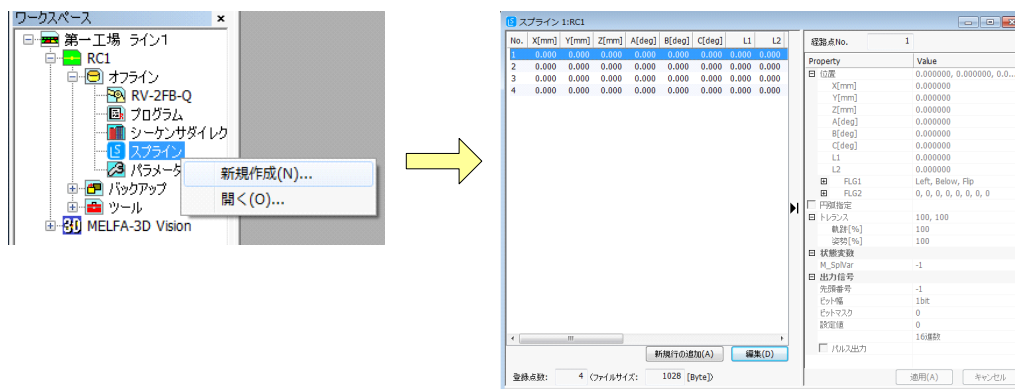 ワークスペース
第一工場 ライン1
RC1
オフライン
RV-2FB-Q
プログラム
シーケンサダイレク
スプライン
パラメータ
バックアップ
ツール
MELFA-3D Vision
新規作成(N)...
開く(O)...
スプライン 1:RC1
No. X[mm] Y[mm] Z[mm] A[deg] B[deg] C[deg] L1 L2
1 0.000 0.000 0.000 0.000 0.000 0.000 0.000 0.000
2 0.000 0.000 0.000 0.000 0.000 0.000 0.000 0.000
3 0.000 0.000 0.000 0.000 0.000 0.000 0.000 0.000
4 0.000 0.000 0.000 0.000 0.000 0.000 0.000 0.000
新規行の追加(A) 編集(D)
登録点数: 4 (ファイルサイズ: 1028 [Byte])
経路点No. 1
Property Value
位置 0.000000, 0.000000, 0.0...
X[mm] 0.000000
Y[mm] 0.000000
Z[mm] 0.000000
A[deg] 0.000000
B[deg] 0.000000
C[deg] 0.000000
L1 0.000000
L2 0.000000
FLG1 Left, Below, Flip
FLG2 0, 0, 0, 0, 0, 0, 0, 0
円弧指定
トレランス 100, 100
軌跡[%] 100
姿勢[%] 100
状態変数
M_SplVar -1
出力信号
先頭番号 -1
ビット幅 1bit
ビットマスク 0
設定値 0
16進数
パルス出力
適用(A) キャンセル